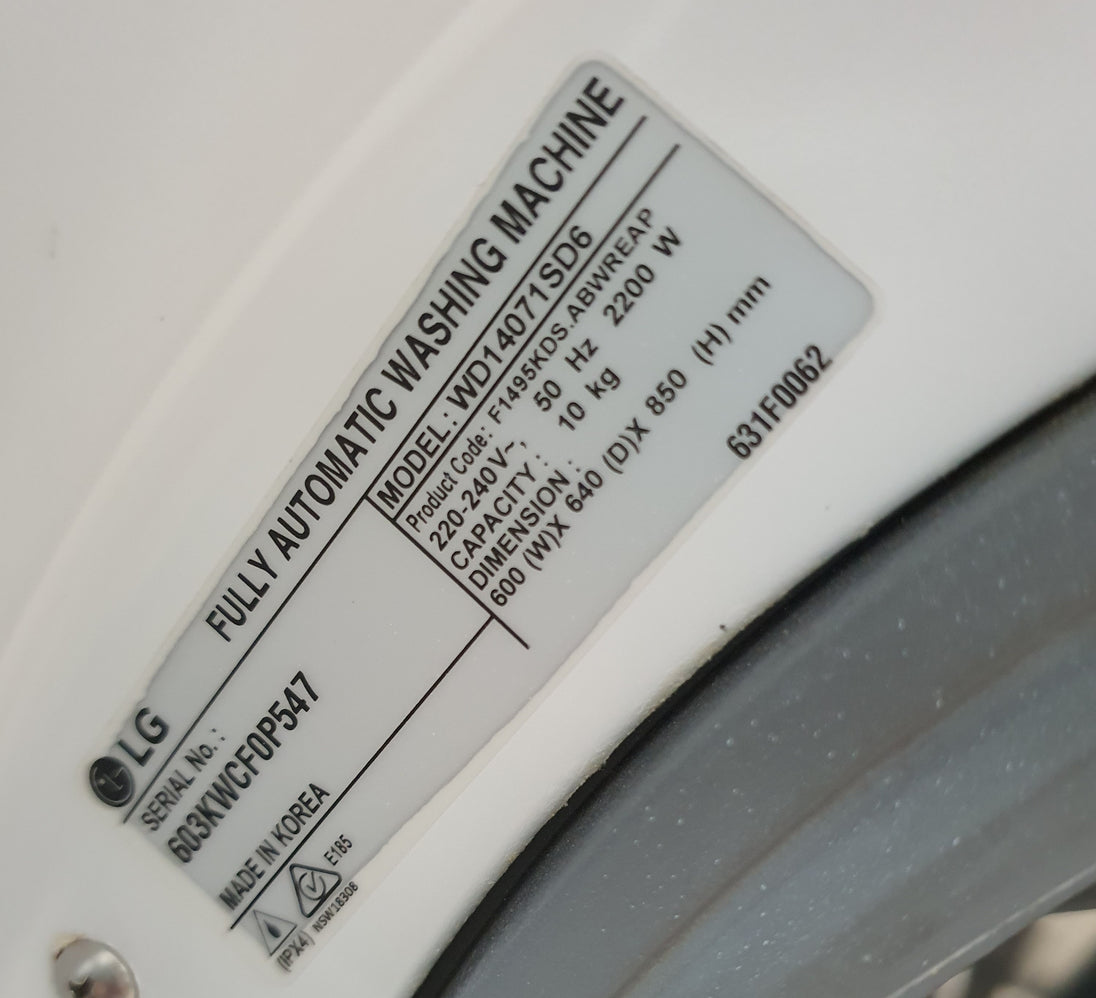 LG
FULLY AUTOMATIC WASHING MACHINE
SERIAL No. :
603KWCF0P547
MADE IN KOREA
(IPX4)
NSW18308
E185
MODEL : WD14071SD6
Product Code : F1495KDS.ABWREAP
220-240V~, 50 Hz 2200 W
CAPACITY : 10 kg
DIMENSION :
600 (W)X 640 (D)X 850 (H) mm
631F0062